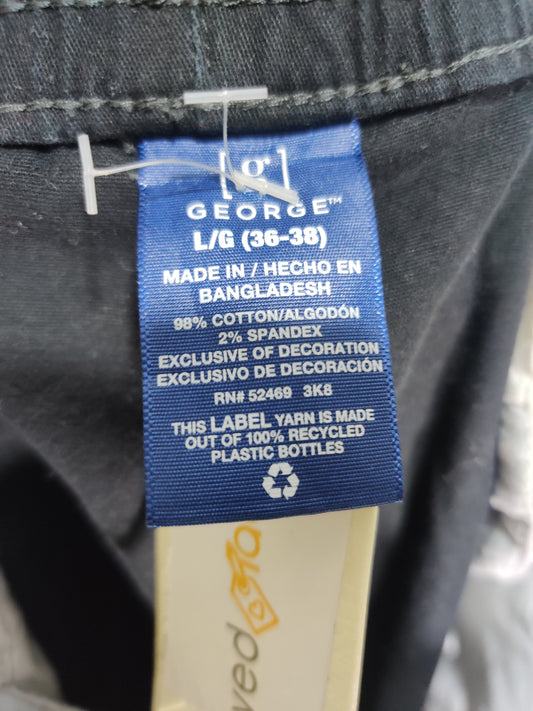 [g]
GEORGE™
L/G (36-38)
MADE IN / HECHO EN
BANGLADESH
98% COTTON/ALGODÓN
2% SPANDEX
EXCLUSIVE OF DECORATION
EXCLUSIVO DE DECORACIÓN
RN# 52469 3K8
THIS LABEL YARN IS MADE
OUT OF 100% RECYCLED
PLASTIC BOTTLES